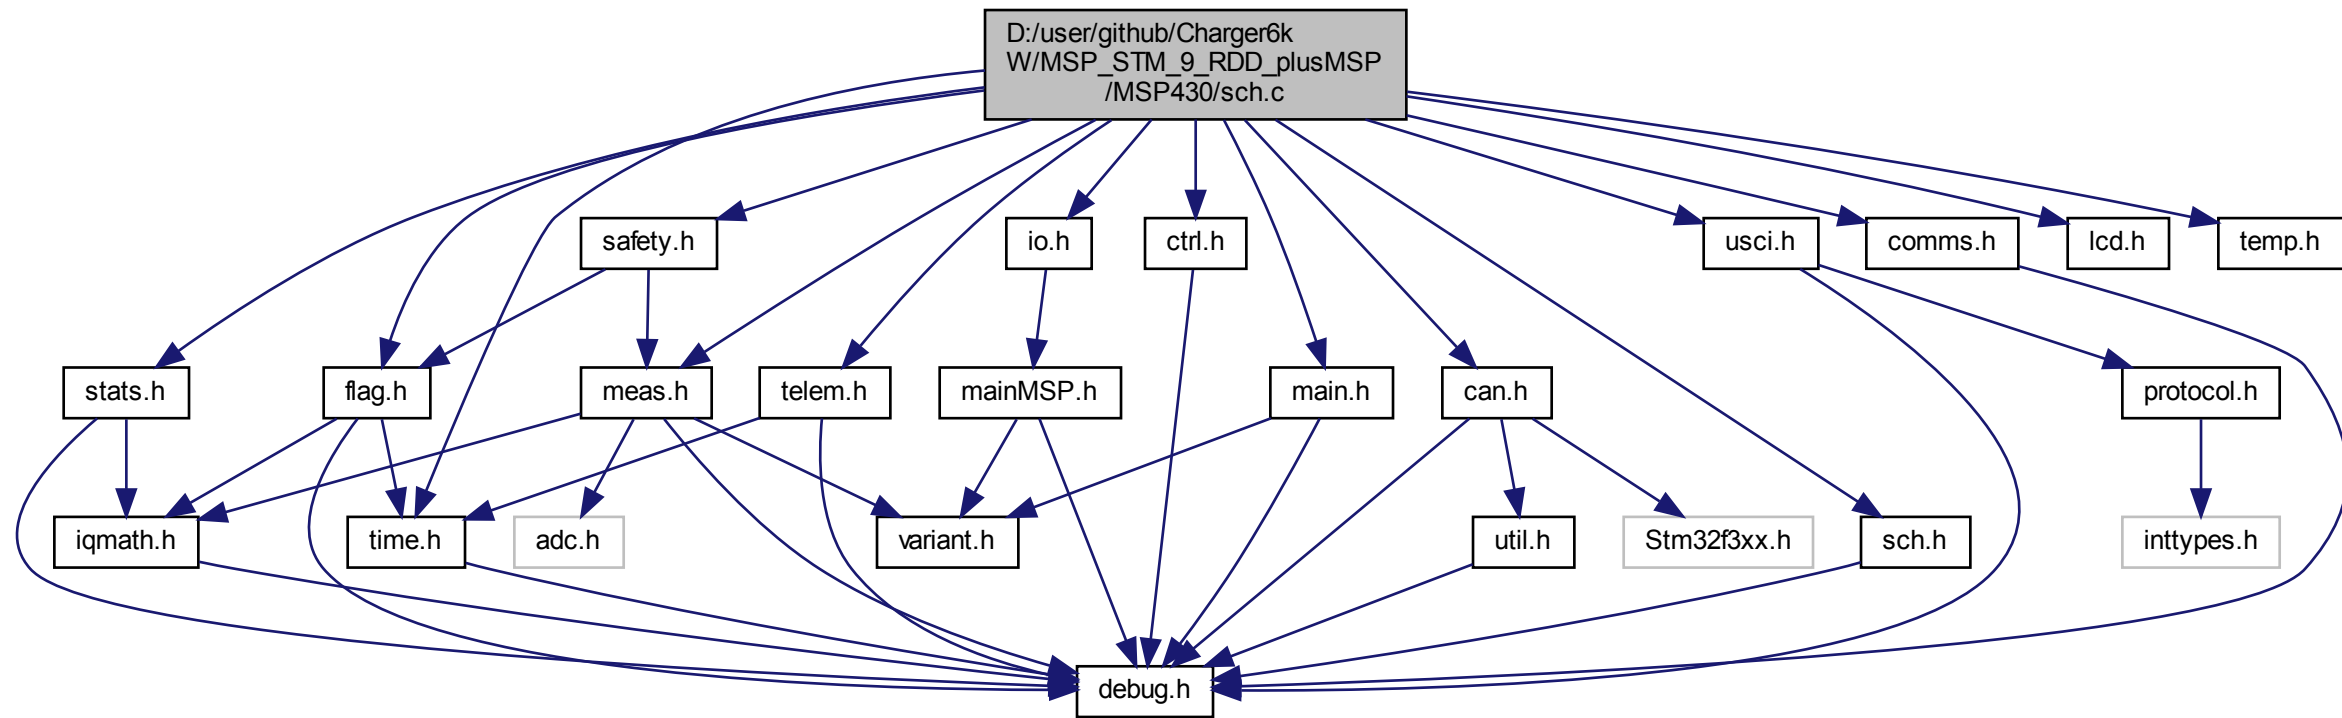 D:/user/github/Charger6k
W/MSP_STM_9_RDD_plusMSP
/MSP430/sch.c
safety.h
io.h
ctrl.h
usci.h
comms.h
lcd.h
temp.h
stats.h
flag.h
meas.h
telem.h
mainMSP.h
main.h
can.h
protocol.h
iqmath.h
time.h
adc.h
variant.h
util.h
Stm32f3xx.h
sch.h
inttypes.h
debug.h